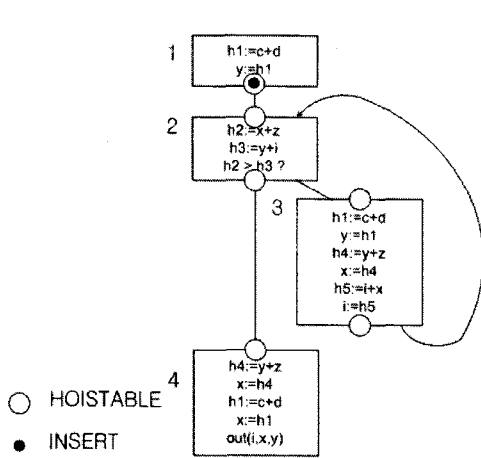 1
h1:=c+d
y:=h1
2
h2:=x+z
h3:=y+i
h2 > h3 ?
3
h1:=c+d
y:=h1
h4:=y+z
x:=h4
h5:=i+x
i:=h5
4
h4:=y+z
x:=h4
h1:=c+d
x:=h1
out(i,x,y)
HOISTABLE
INSERT